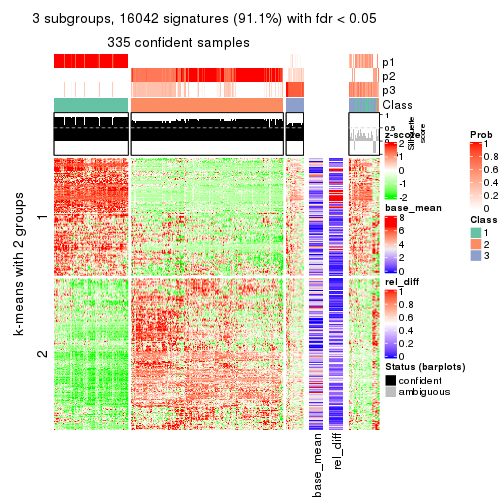 3 subgroups, 16042 signatures (91.1%) with fdr < 0.05
335 confident samples
p1
p2
p3
Class
1
0.5
0
Silhouette
score
z-score
2
1
0
-1
-2
base_mean
8
6
4
2
0
rel_diff
1
0.8
0.6
0.4
0.2
0
Status (barplots)
confident
ambiguous
Prob
1
0.8
0.6
0.4
0.2
0
Class
1
2
3
k-means with 2 groups
1
2
base_mean
rel_diff